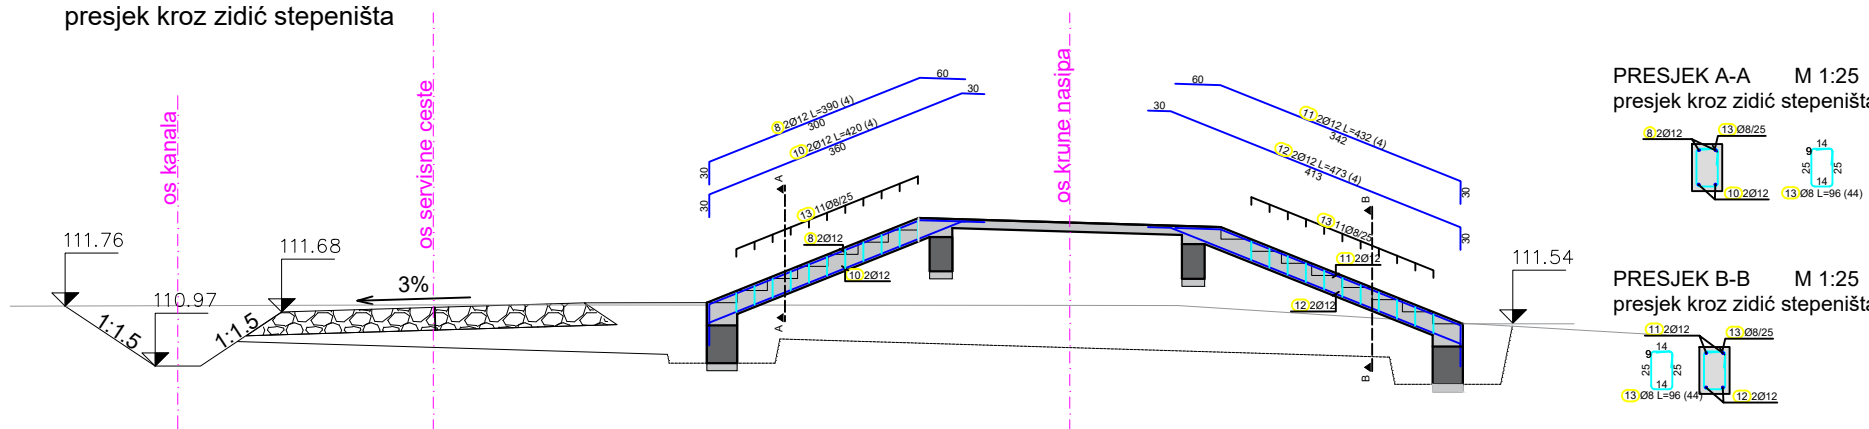 presjek kroz zidić stepeništa
os kanala
os servisne ceste
os krune nasipa
111.76
110.97
111.68
1:1.5
1:1.5
3%
60
30
8 2Ø12 L=390 (4)
300
10 2Ø12 L=420 (4)
360
30
30
13 11Ø8/25
A
A
8 2Ø12
10 2Ø12
60
30
11 2Ø12 L=432 (4)
342
12 2Ø12 L=473 (4)
413
30
30
13 11Ø8/25
B
B
11 2Ø12
12 2Ø12
111.54
PRESJEK A-A M 1:25
presjek kroz zidić stepeništa
8 2Ø12
13 Ø8/25
10 2Ø12
14
9
25
25
14
13 Ø8 L=96 (44)
PRESJEK B-B M 1:25
presjek kroz zidić stepeništa
11 2Ø12
13 Ø8/25
14
9
25
25
14
13 Ø8 L=96 (44)
12 2Ø12